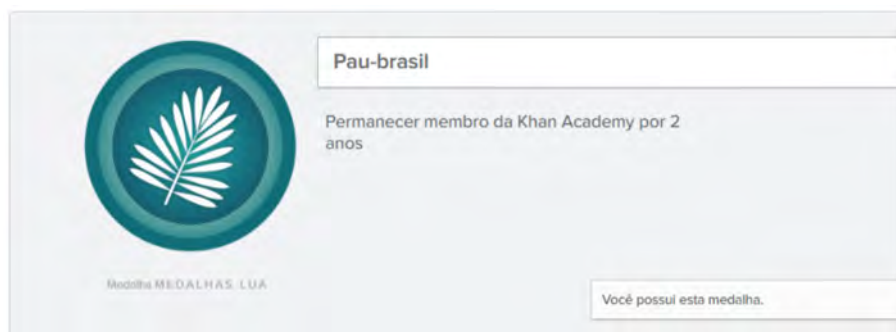 Pau-brasil
Permanecer membro da Khan Academy por 2
anos
Medalha MEDALHAS LUA
Você possui esta medalha.